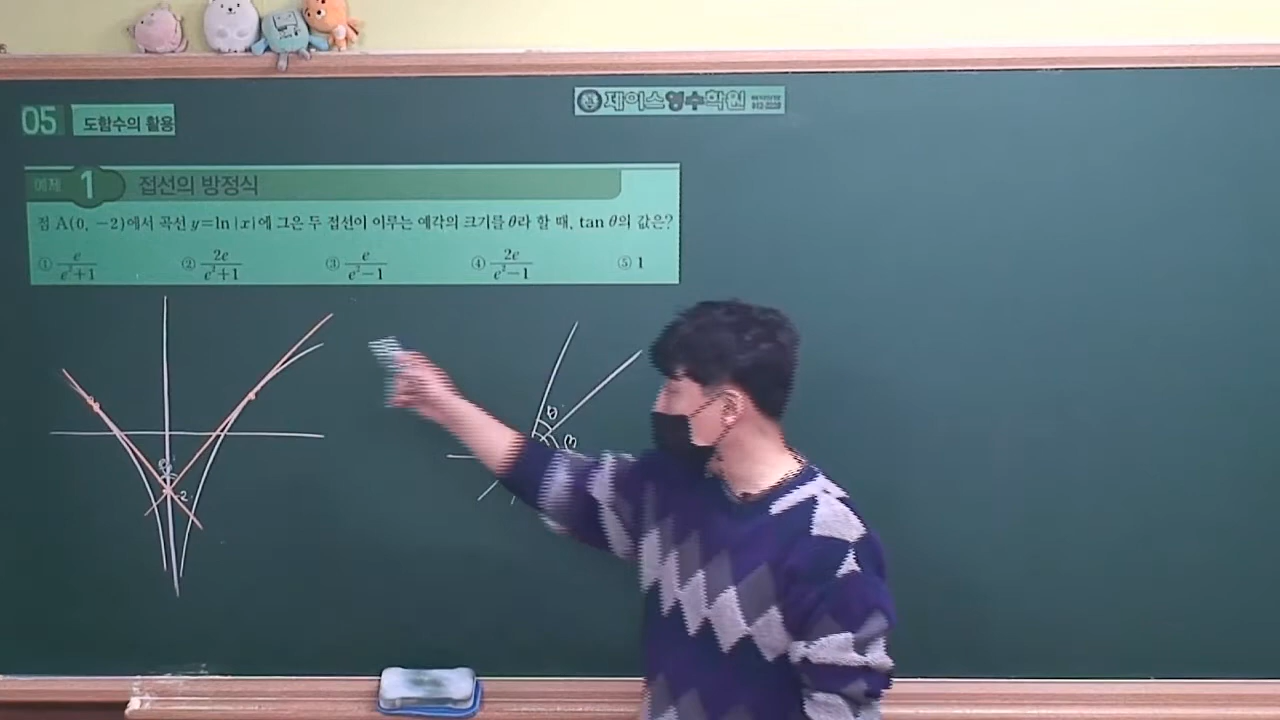 05 도함수의 활용
제이스영수학원
예제 1 접선의 방정식
점 A(0, −2)에서 곡선 y=ln|x|에 그은 두 접선이 이루는 예각의 크기를 θ라 할 때, tan θ의 값은?
① e/(e²+1) ② 2e/(e²+1) ③ e/(e²−1) ④ 2e/(e²−1) ⑤ 1
θ
-2
θ